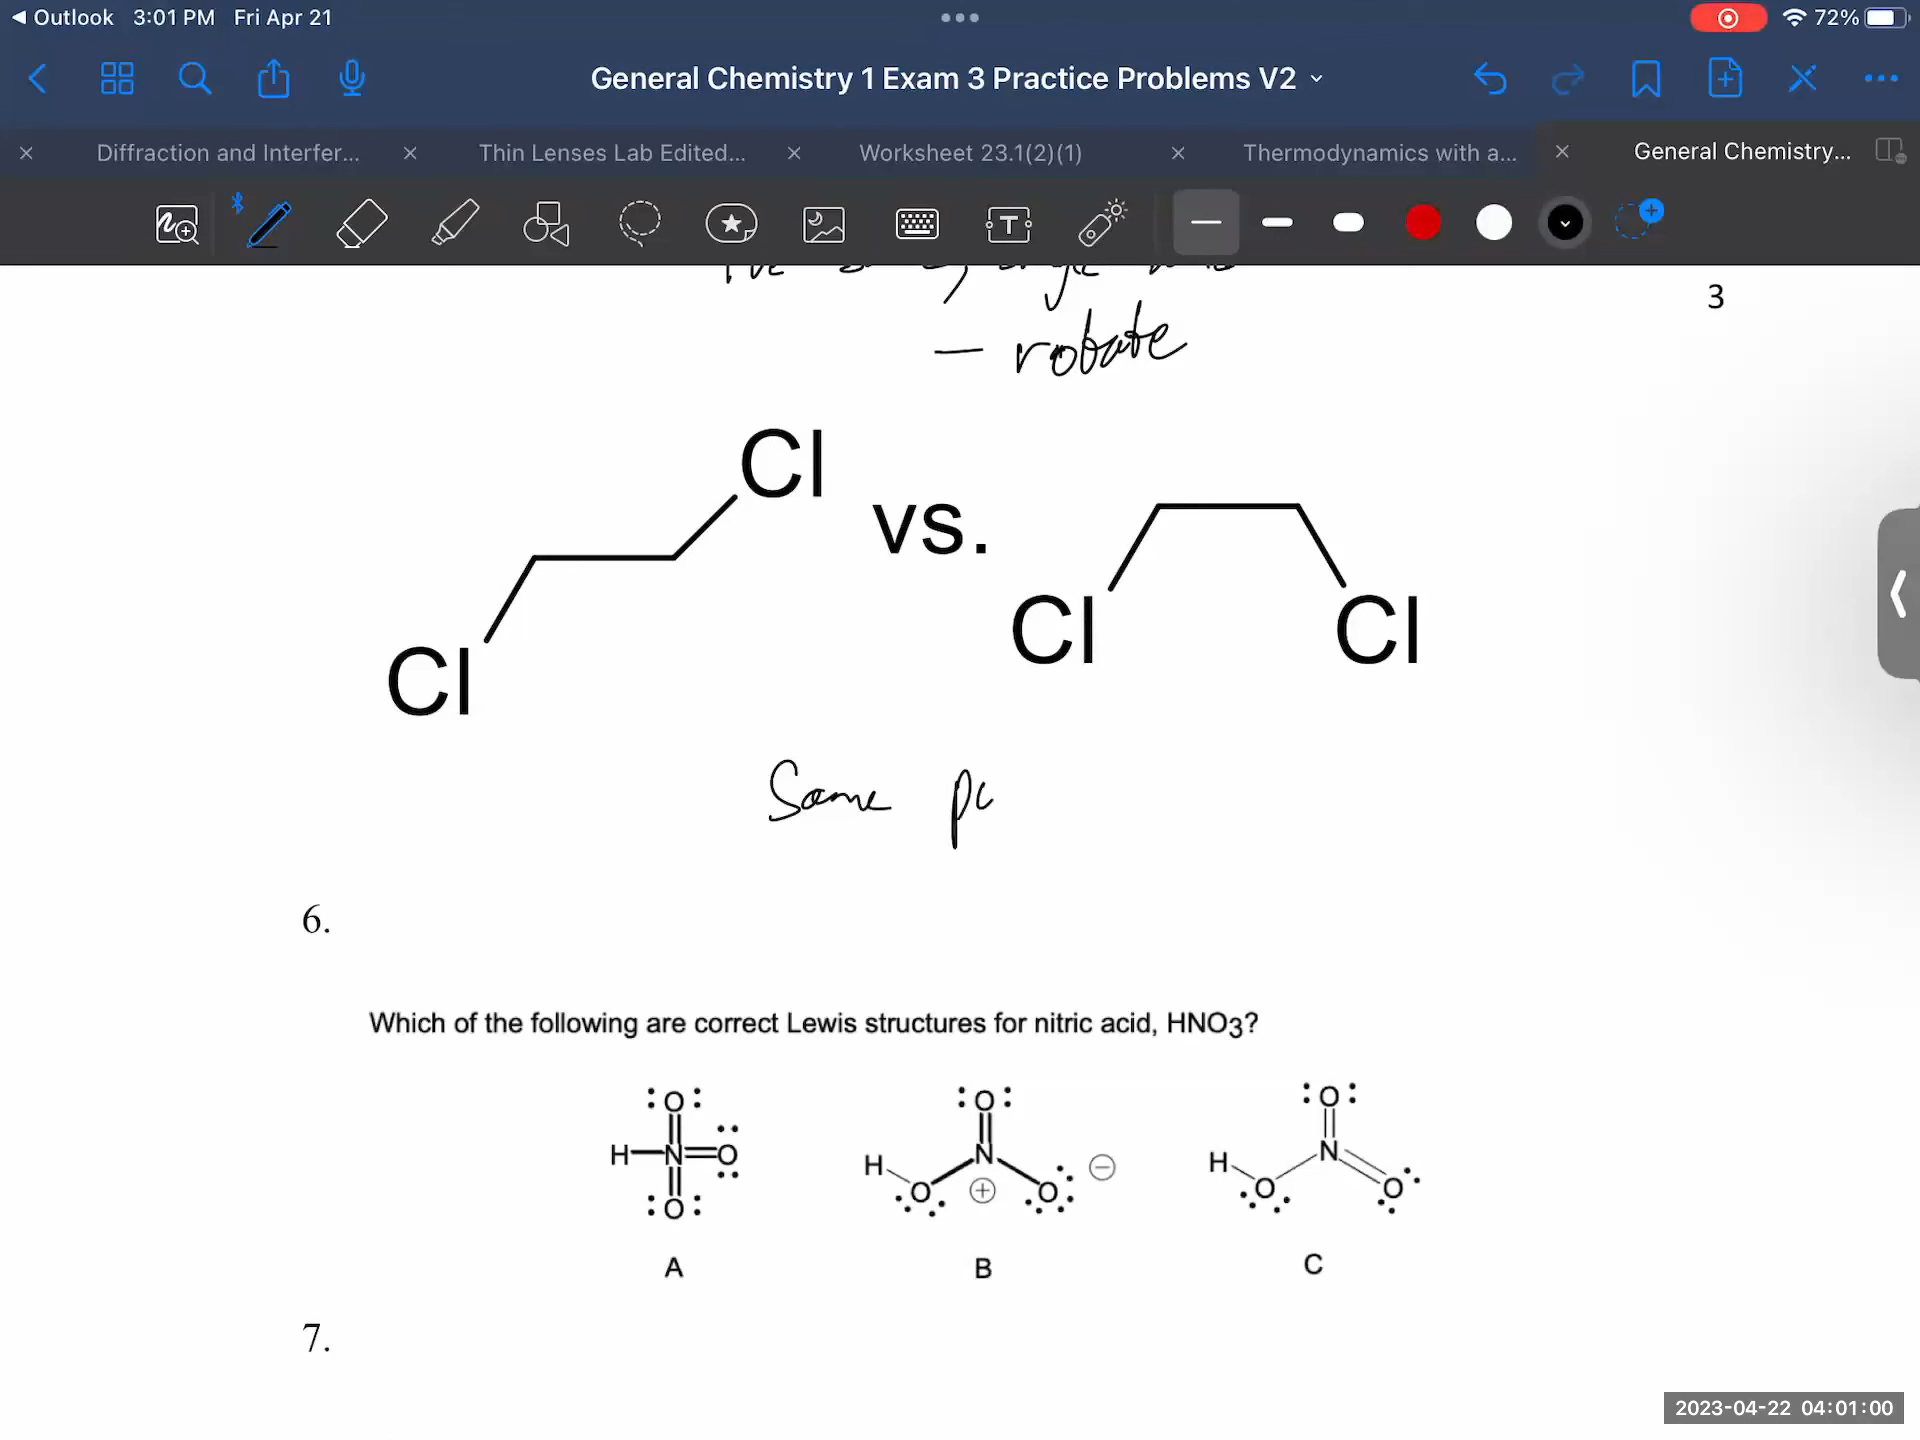 Outlook 3:01 PM Fri Apr 21 72%
General Chemistry 1 Exam 3 Practice Problems V2
Diffraction and Interfer... Thin Lenses Lab Edited... Worksheet 23.1(2)(1) Thermodynamics with a... General Chemistry...
T
3
— rotate
Cl
vs.
Cl Cl
Cl
Same
6.
Which of the following are correct Lewis structures for nitric acid, HNO3?
O O O
H N O H N H N
O O O O
O
A B C
7.
2023-04-22 04:01:00